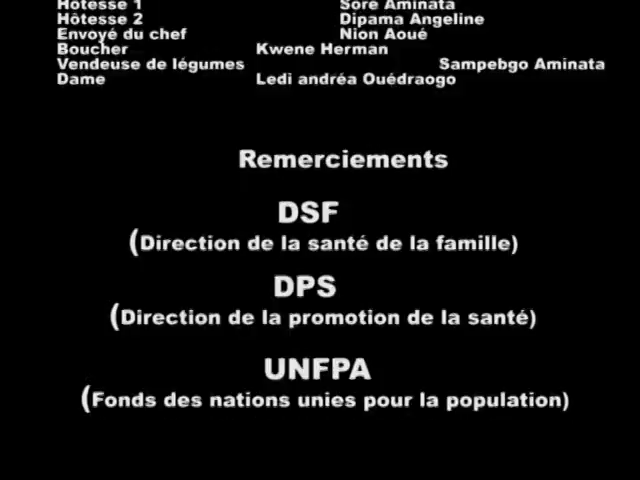 Hôtesse 1 Sore Aminata
Hôtesse 2 Dipama Angeline
Envoyé du chef Nion Aoué
Boucher Kwene Herman
Vendeuse de légumes Sampebgo Aminata
Dame Ledi andréa Ouédraogo
Remerciements
DSF
(Direction de la santé de la famille)
DPS
(Direction de la promotion de la santé)
UNFPA
(Fonds des nations unies pour la population)